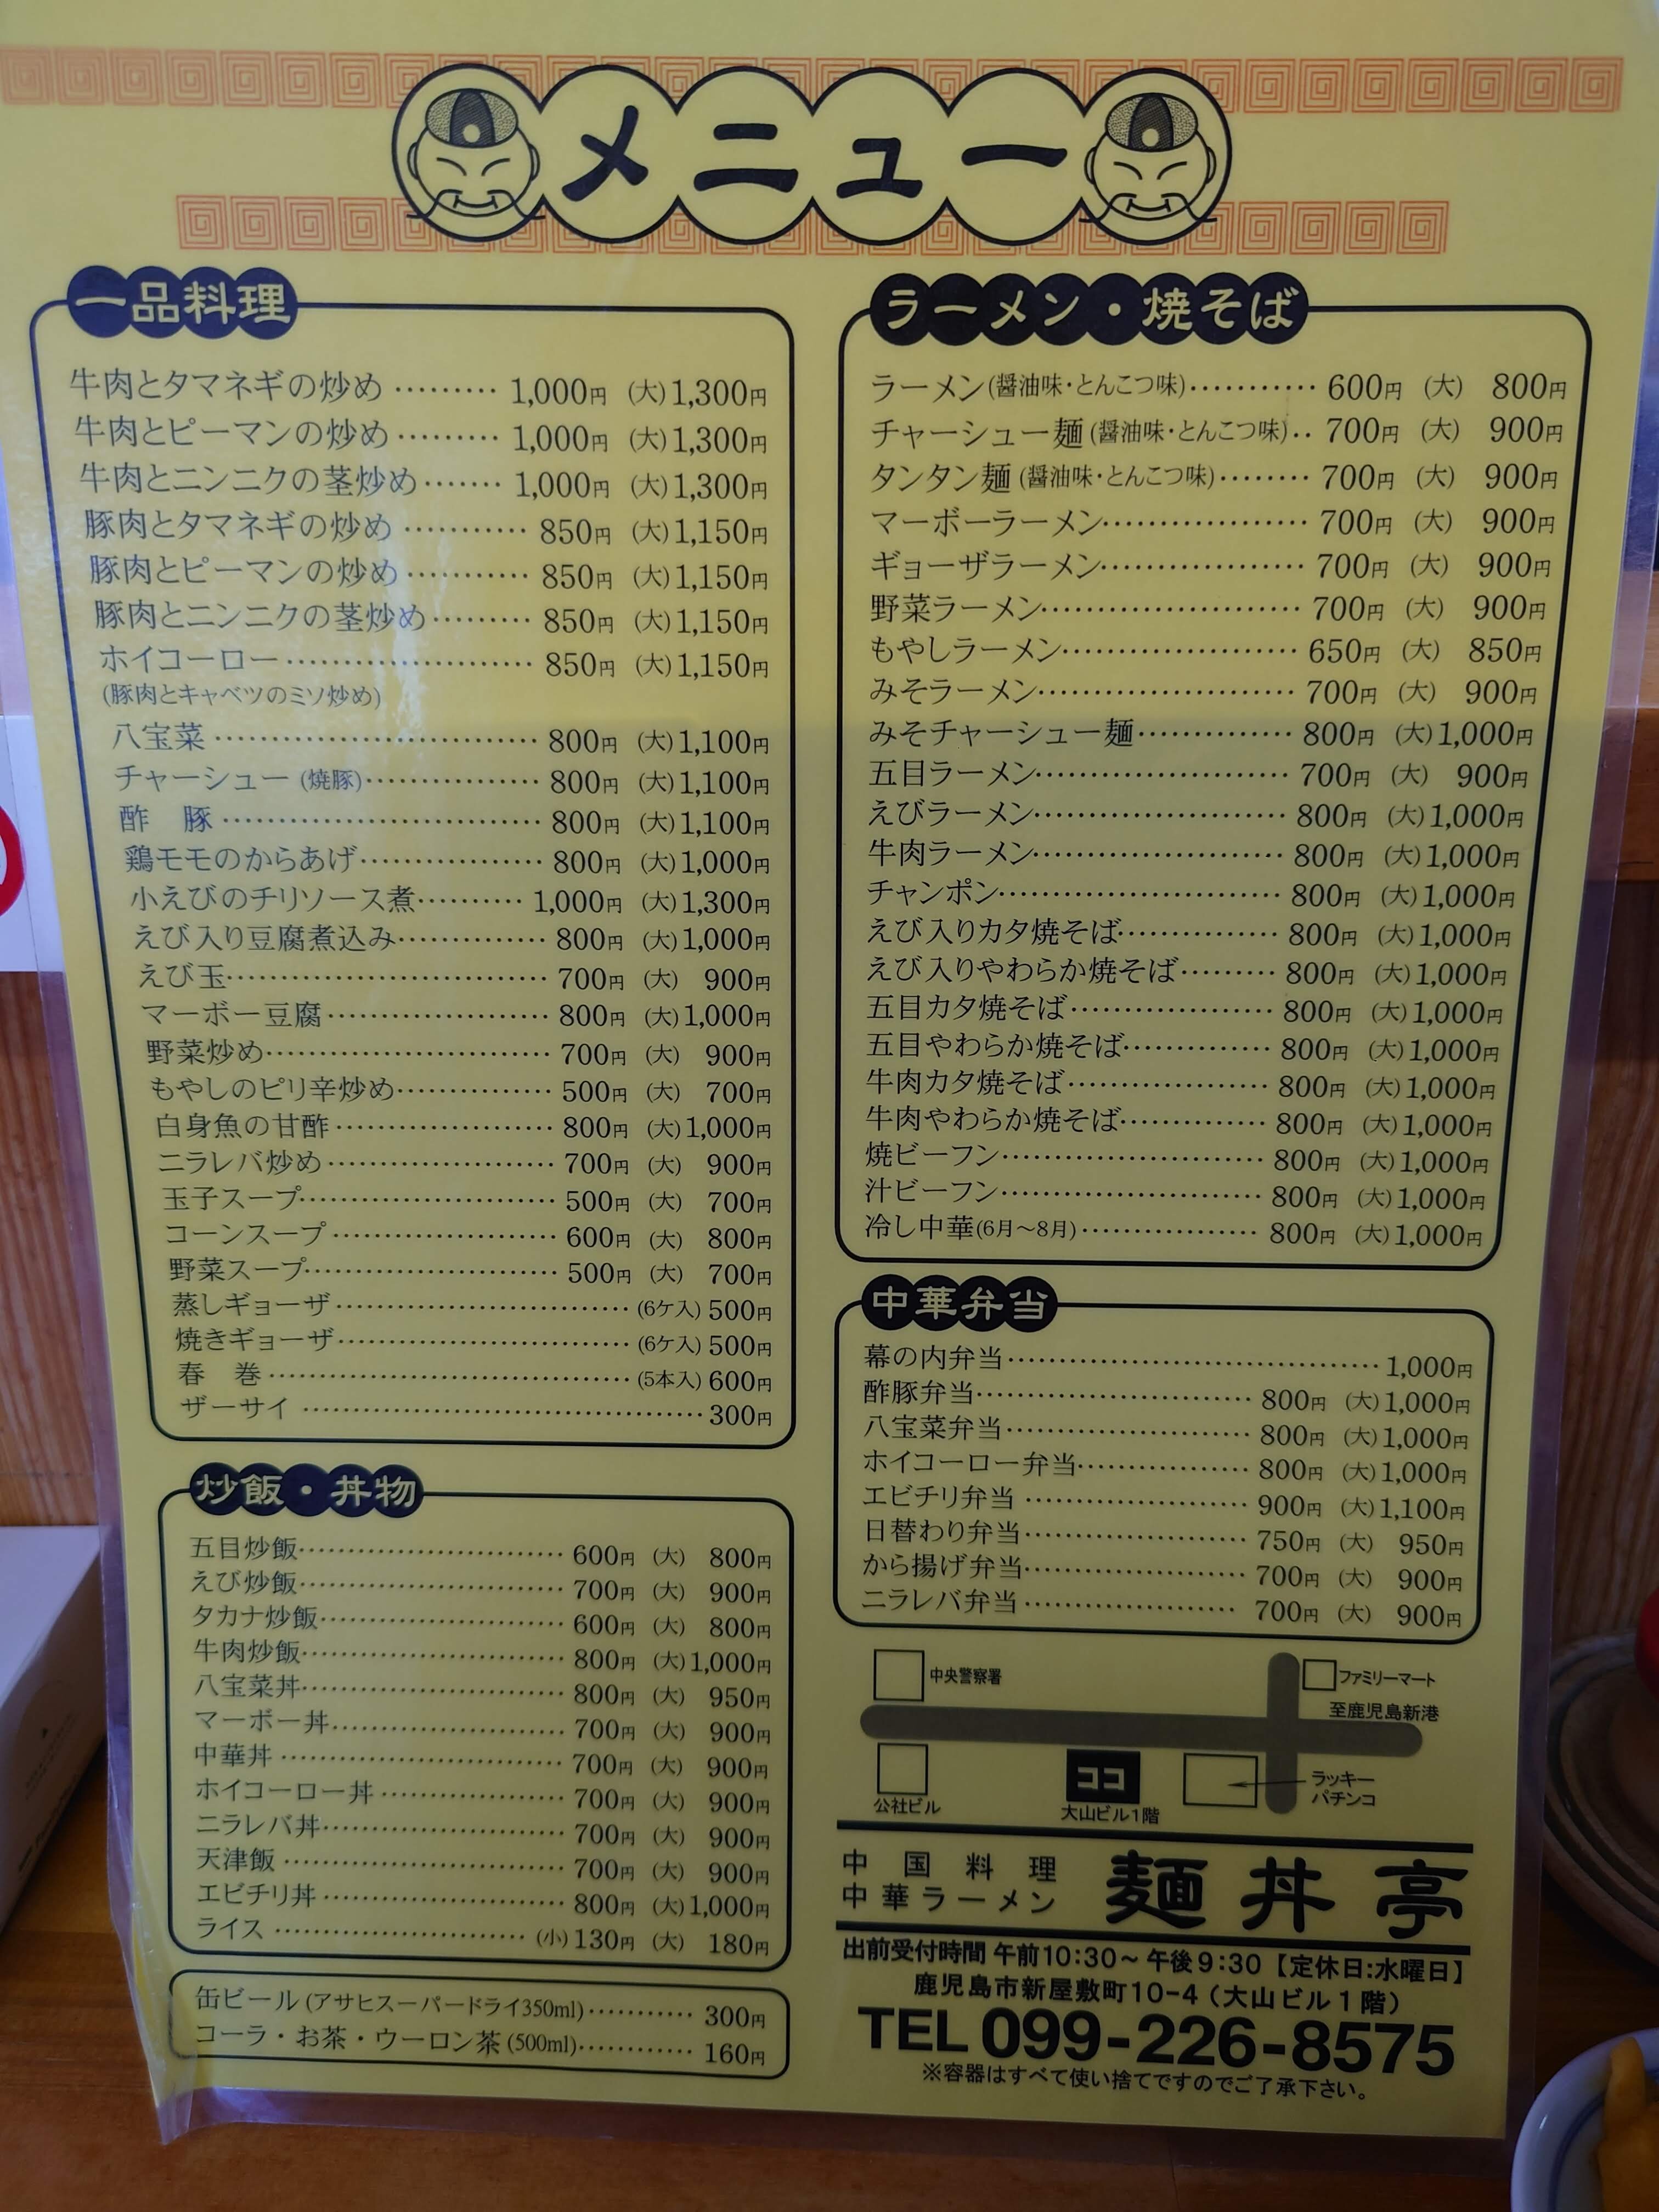 メニュー
一品料理
牛肉とタマネギの炒め ········· 1,000円 (大)1,300円
牛肉とピーマンの炒め ········· 1,000円 (大)1,300円
牛肉とニンニクの茎炒め ······· 1,000円 (大)1,300円
豚肉とタマネギの炒め ··········· 850円 (大)1,150円
豚肉とピーマンの炒め ··········· 850円 (大)1,150円
豚肉とニンニクの茎炒め ········· 850円 (大)1,150円
ホイコーロー ······················ 850円 (大)1,150円
(豚肉とキャベツのミソ炒め)
八宝菜 ····························· 800円 (大)1,100円
チャーシュー (焼豚) ················ 800円 (大)1,100円
酢　豚 ····························· 800円 (大)1,100円
鶏モモのからあげ ················· 800円 (大)1,000円
小えびのチリソース煮 ·········· 1,000円 (大)1,300円
えび入り豆腐煮込み ·············· 800円 (大)1,000円
えび玉 ····························· 700円 (大) 900円
マーボー豆腐 ···················· 800円 (大)1,000円
野菜炒め ·························· 700円 (大) 900円
もやしのピリ辛炒め ·············· 500円 (大) 700円
白身魚の甘酢 ···················· 800円 (大)1,000円
ニラレバ炒め ····················· 700円 (大) 900円
玉子スープ ······················· 500円 (大) 700円
コーンスープ ····················· 600円 (大) 800円
野菜スープ ······················· 500円 (大) 700円
蒸しギョーザ ··························· (6ケ入) 500円
焼きギョーザ ··························· (6ケ入) 500円
春　巻 ································· (5本入) 600円
ザーサイ ····································· 300円
炒飯・丼物
五目炒飯 ························· 600円 (大) 800円
えび炒飯 ························· 700円 (大) 900円
タカナ炒飯 ······················· 600円 (大) 800円
牛肉炒飯 ························· 800円 (大)1,000円
八宝菜丼 ························· 800円 (大) 950円
マーボー丼 ······················ 700円 (大) 900円
中華丼 ··························· 700円 (大) 900円
ホイコーロー丼 ·················· 700円 (大) 900円
ニラレバ丼 ······················· 700円 (大) 900円
天津飯 ··························· 700円 (大) 900円
エビチリ丼 ······················· 800円 (大)1,000円
ライス ························ (小) 130円 (大) 180円
缶ビール (アサヒスーパードライ350ml) ··········· 300円
コーラ・お茶・ウーロン茶 (500ml) ············ 160円
ラーメン・焼そば
ラーメン (醤油味・とんこつ味) ··········· 600円 (大) 800円
チャーシュー麺 (醤油味・とんこつ味) ·· 700円 (大) 900円
タンタン麺 (醤油味・とんこつ味) ········ 700円 (大) 900円
マーボーラーメン ·················· 700円 (大) 900円
ギョーザラーメン ·················· 700円 (大) 900円
野菜ラーメン ······················· 700円 (大) 900円
もやしラーメン ····················· 650円 (大) 850円
みそラーメン ······················· 700円 (大) 900円
みそチャーシュー麺 ·············· 800円 (大)1,000円
五目ラーメン ······················· 700円 (大) 900円
えびラーメン ······················· 800円 (大)1,000円
牛肉ラーメン ······················· 800円 (大)1,000円
チャンポン ·························· 800円 (大)1,000円
えび入りカタ焼そば ·············· 800円 (大)1,000円
えび入りやわらか焼そば ········· 800円 (大)1,000円
五目カタ焼そば ··················· 800円 (大)1,000円
五目やわらか焼そば ·············· 800円 (大)1,000円
牛肉カタ焼そば ··················· 800円 (大)1,000円
牛肉やわらか焼そば ·············· 800円 (大)1,000円
焼ビーフン ························· 800円 (大)1,000円
汁ビーフン ························· 800円 (大)1,000円
冷し中華 (6月〜8月) ················· 800円 (大)1,000円
中華弁当
幕の内弁当 ···································· 1,000円
酢豚弁当 ·························· 800円 (大)1,000円
八宝菜弁当 ······················· 800円 (大)1,000円
ホイコーロー弁当 ················ 800円 (大)1,000円
エビチリ弁当 ····················· 900円 (大)1,100円
日替わり弁当 ····················· 750円 (大) 950円
から揚げ弁当 ····················· 700円 (大) 900円
ニラレバ弁当 ····················· 700円 (大) 900円
中央警察署
ファミリーマート
至鹿児島新港
公社ビル
ココ
大山ビル1階
ラッキー
パチンコ
中国料理
中華ラーメン
麺丼亭
出前受付時間 午前10:30〜午後9:30【定休日:水曜日】
鹿児島市新屋敷町10-4（大山ビル1階）
TEL 099-226-8575
※容器はすべて使い捨てですのでご了承下さい。